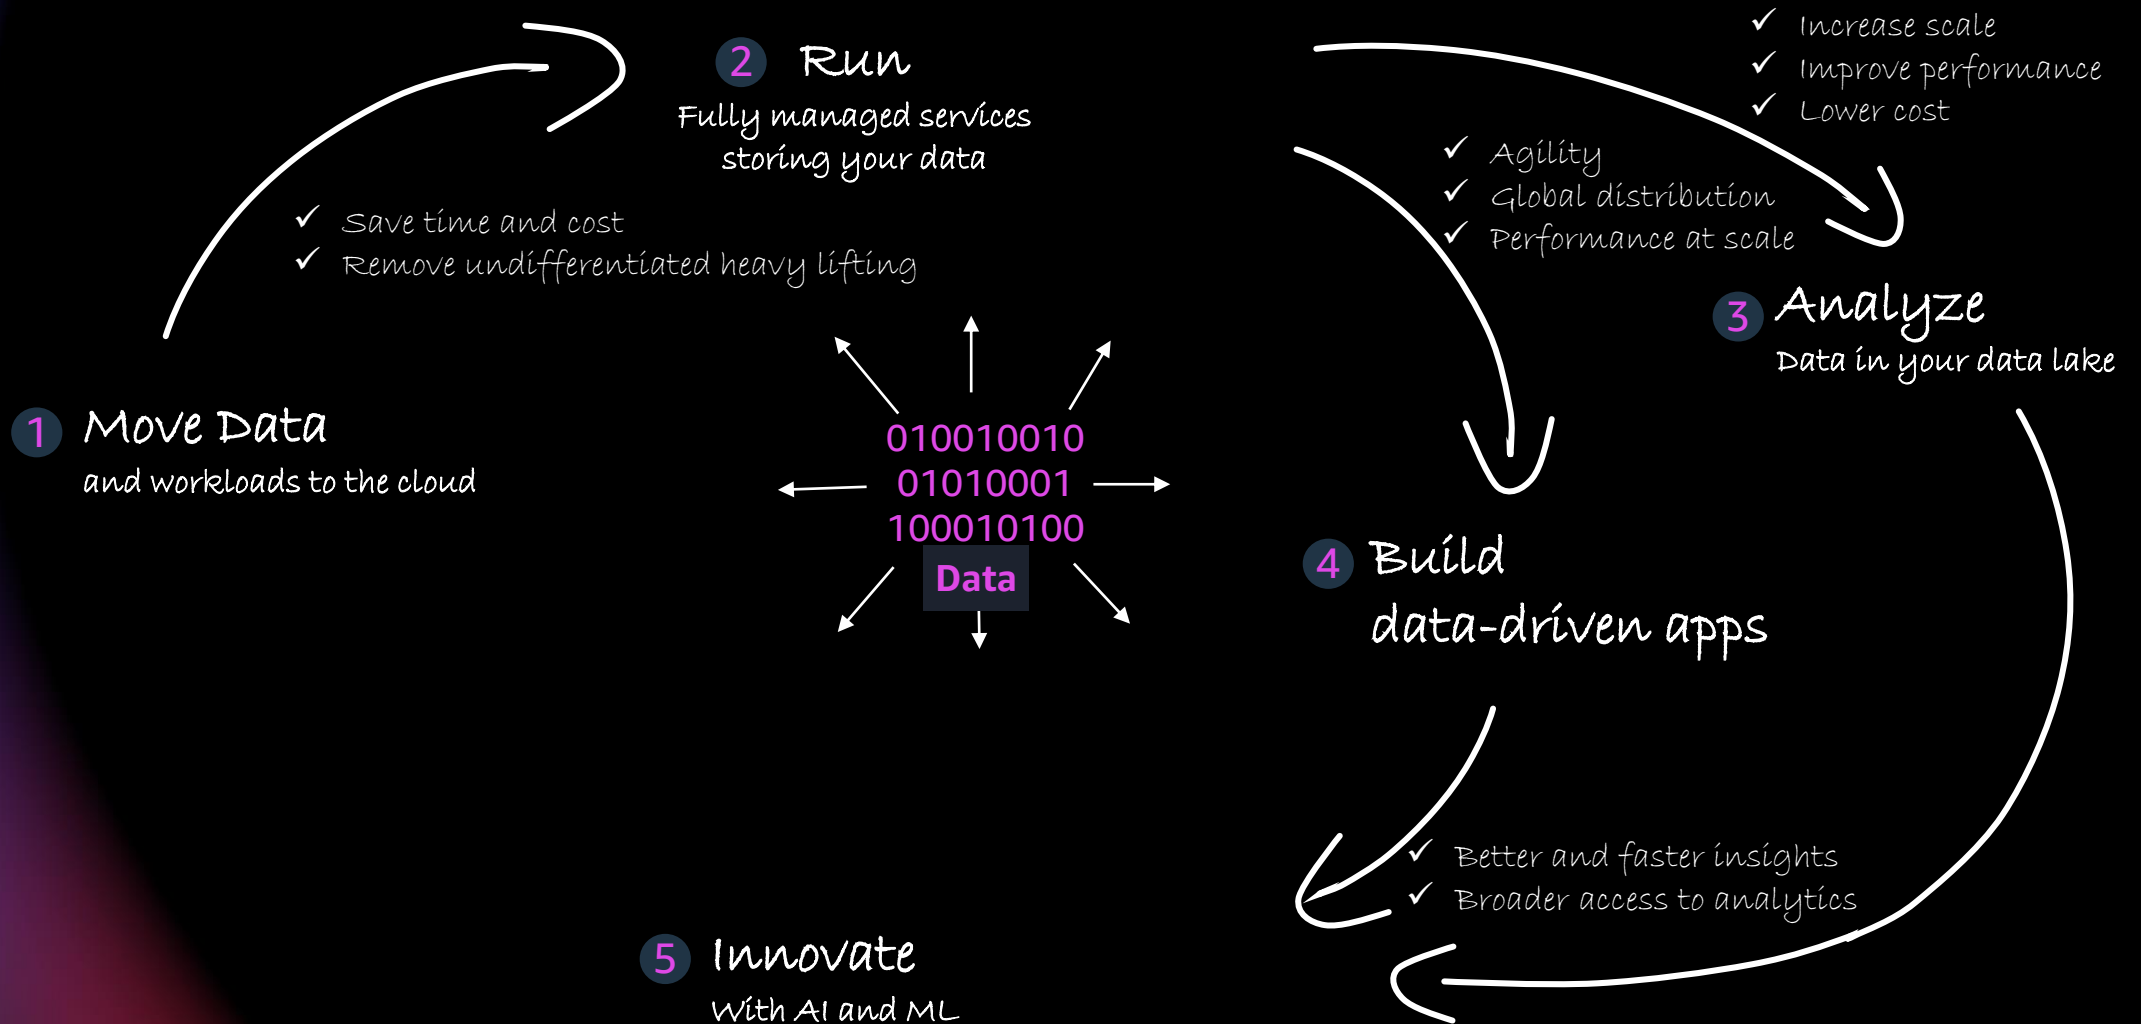 1 Move Data
and workloads to the cloud
✓ Save time and cost
✓ Remove undifferentiated heavy lifting
2 Run
Fully managed services
storing your data
✓ Increase scale
✓ Improve performance
✓ Lower cost
✓ Agility
✓ Global distribution
✓ Performance at scale
3 Analyze
Data in your data lake
010010010
01010001
100010100
Data
4 Build
data-driven apps
✓ Better and faster insights
✓ Broader access to analytics
5 Innovate
With AI and ML